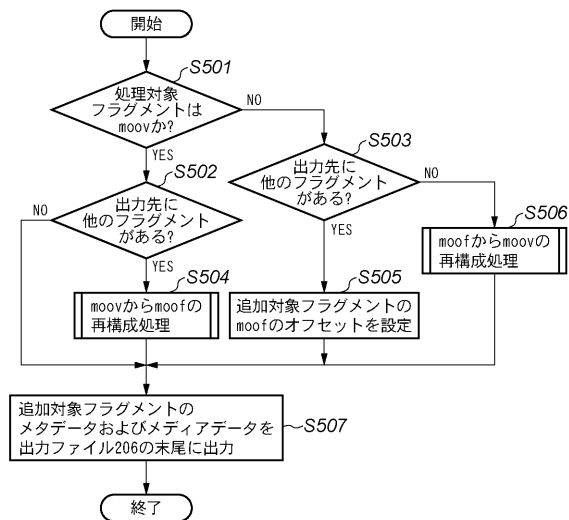 開始
S501
処理対象
フラグメントは
moovか?
NO
YES
S502
出力先に
他のフラグメント
がある?
NO
YES
S503
出力先に
他のフラグメント
がある?
NO
YES
S504
moovからmoofの
再構成処理
S505
追加対象フラグメントの
moofのオフセットを設定
S506
moofからmoovの
再構成処理
追加対象フラグメントの
メタデータおよびメディアデータを
出力ファイル206の末尾に出力
S507
終了